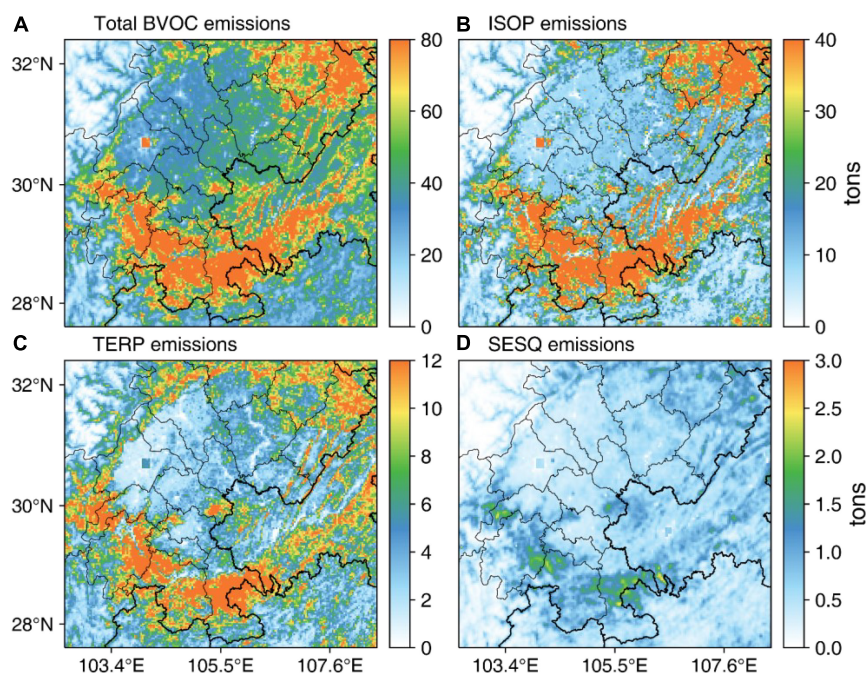 A Total BVOC emissions
32°N
30°N
28°N
80
60
40
20
0
B ISOP emissions
40
30
20
10
0
tons
C TERP emissions
32°N
30°N
28°N
103.4°E 105.5°E 107.6°E
12
10
8
6
4
2
0
D SESQ emissions
103.4°E 105.5°E 107.6°E
3.0
2.5
2.0
1.5
1.0
0.5
0.0
tons